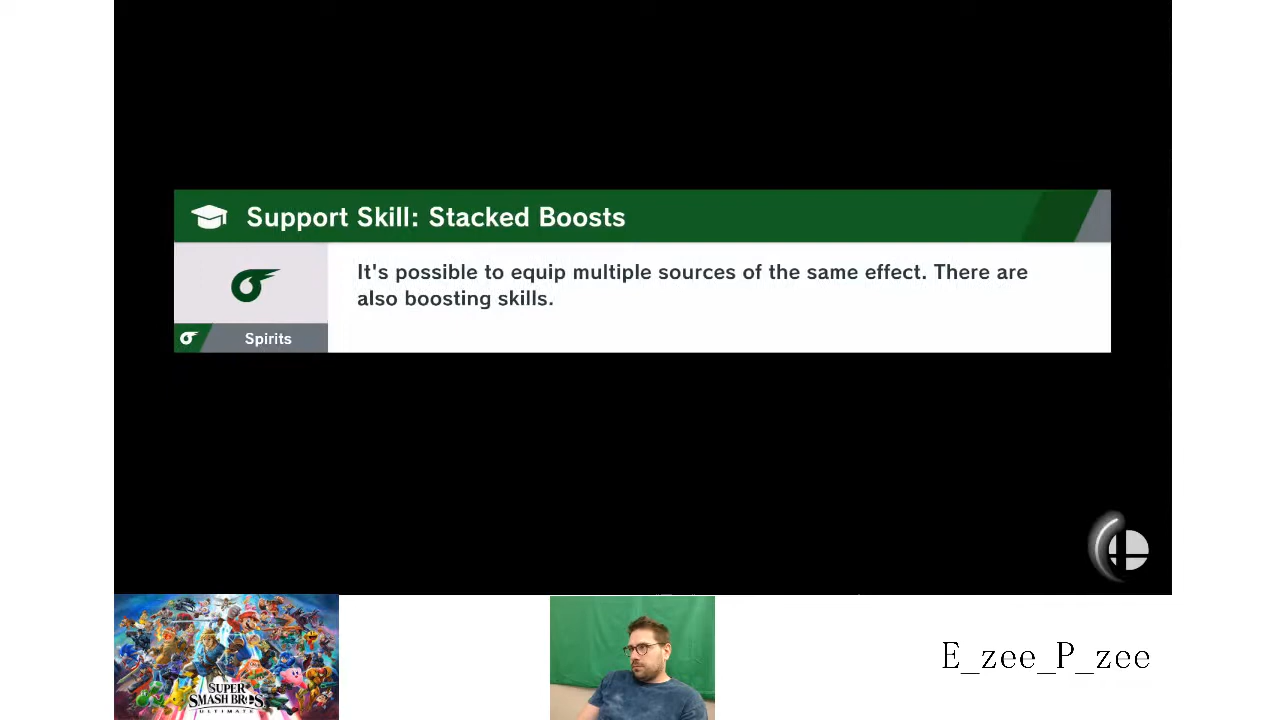 Support Skill: Stacked Boosts
It's possible to equip multiple sources of the same effect. There are
also boosting skills.
Spirits
SUPER
SMASH BROS.
ULTIMATE
E_zee_P_zee